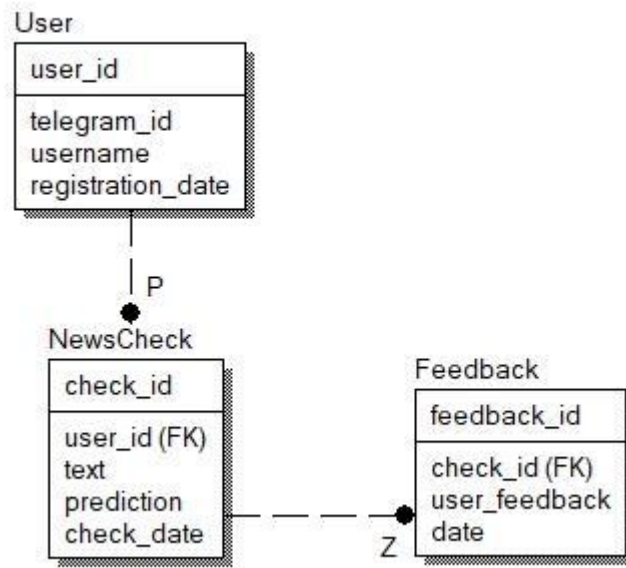 User
user_id
telegram_id
username
registration_date
P
NewsCheck
check_id
user_id (FK)
text
prediction
check_date
Z
Feedback
feedback_id
check_id (FK)
user_feedback
date